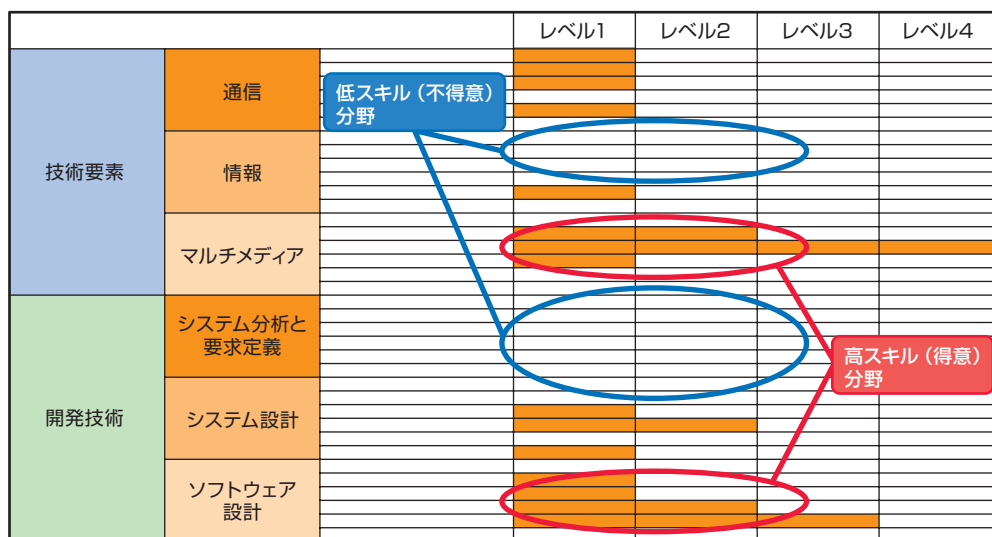 レベル1 レベル2 レベル3 レベル4
技術要素
通信
低スキル（不得意）
分野
情報
マルチメディア
開発技術
システム分析と
要求定義
高スキル（得意）
分野
システム設計
ソフトウェア
設計